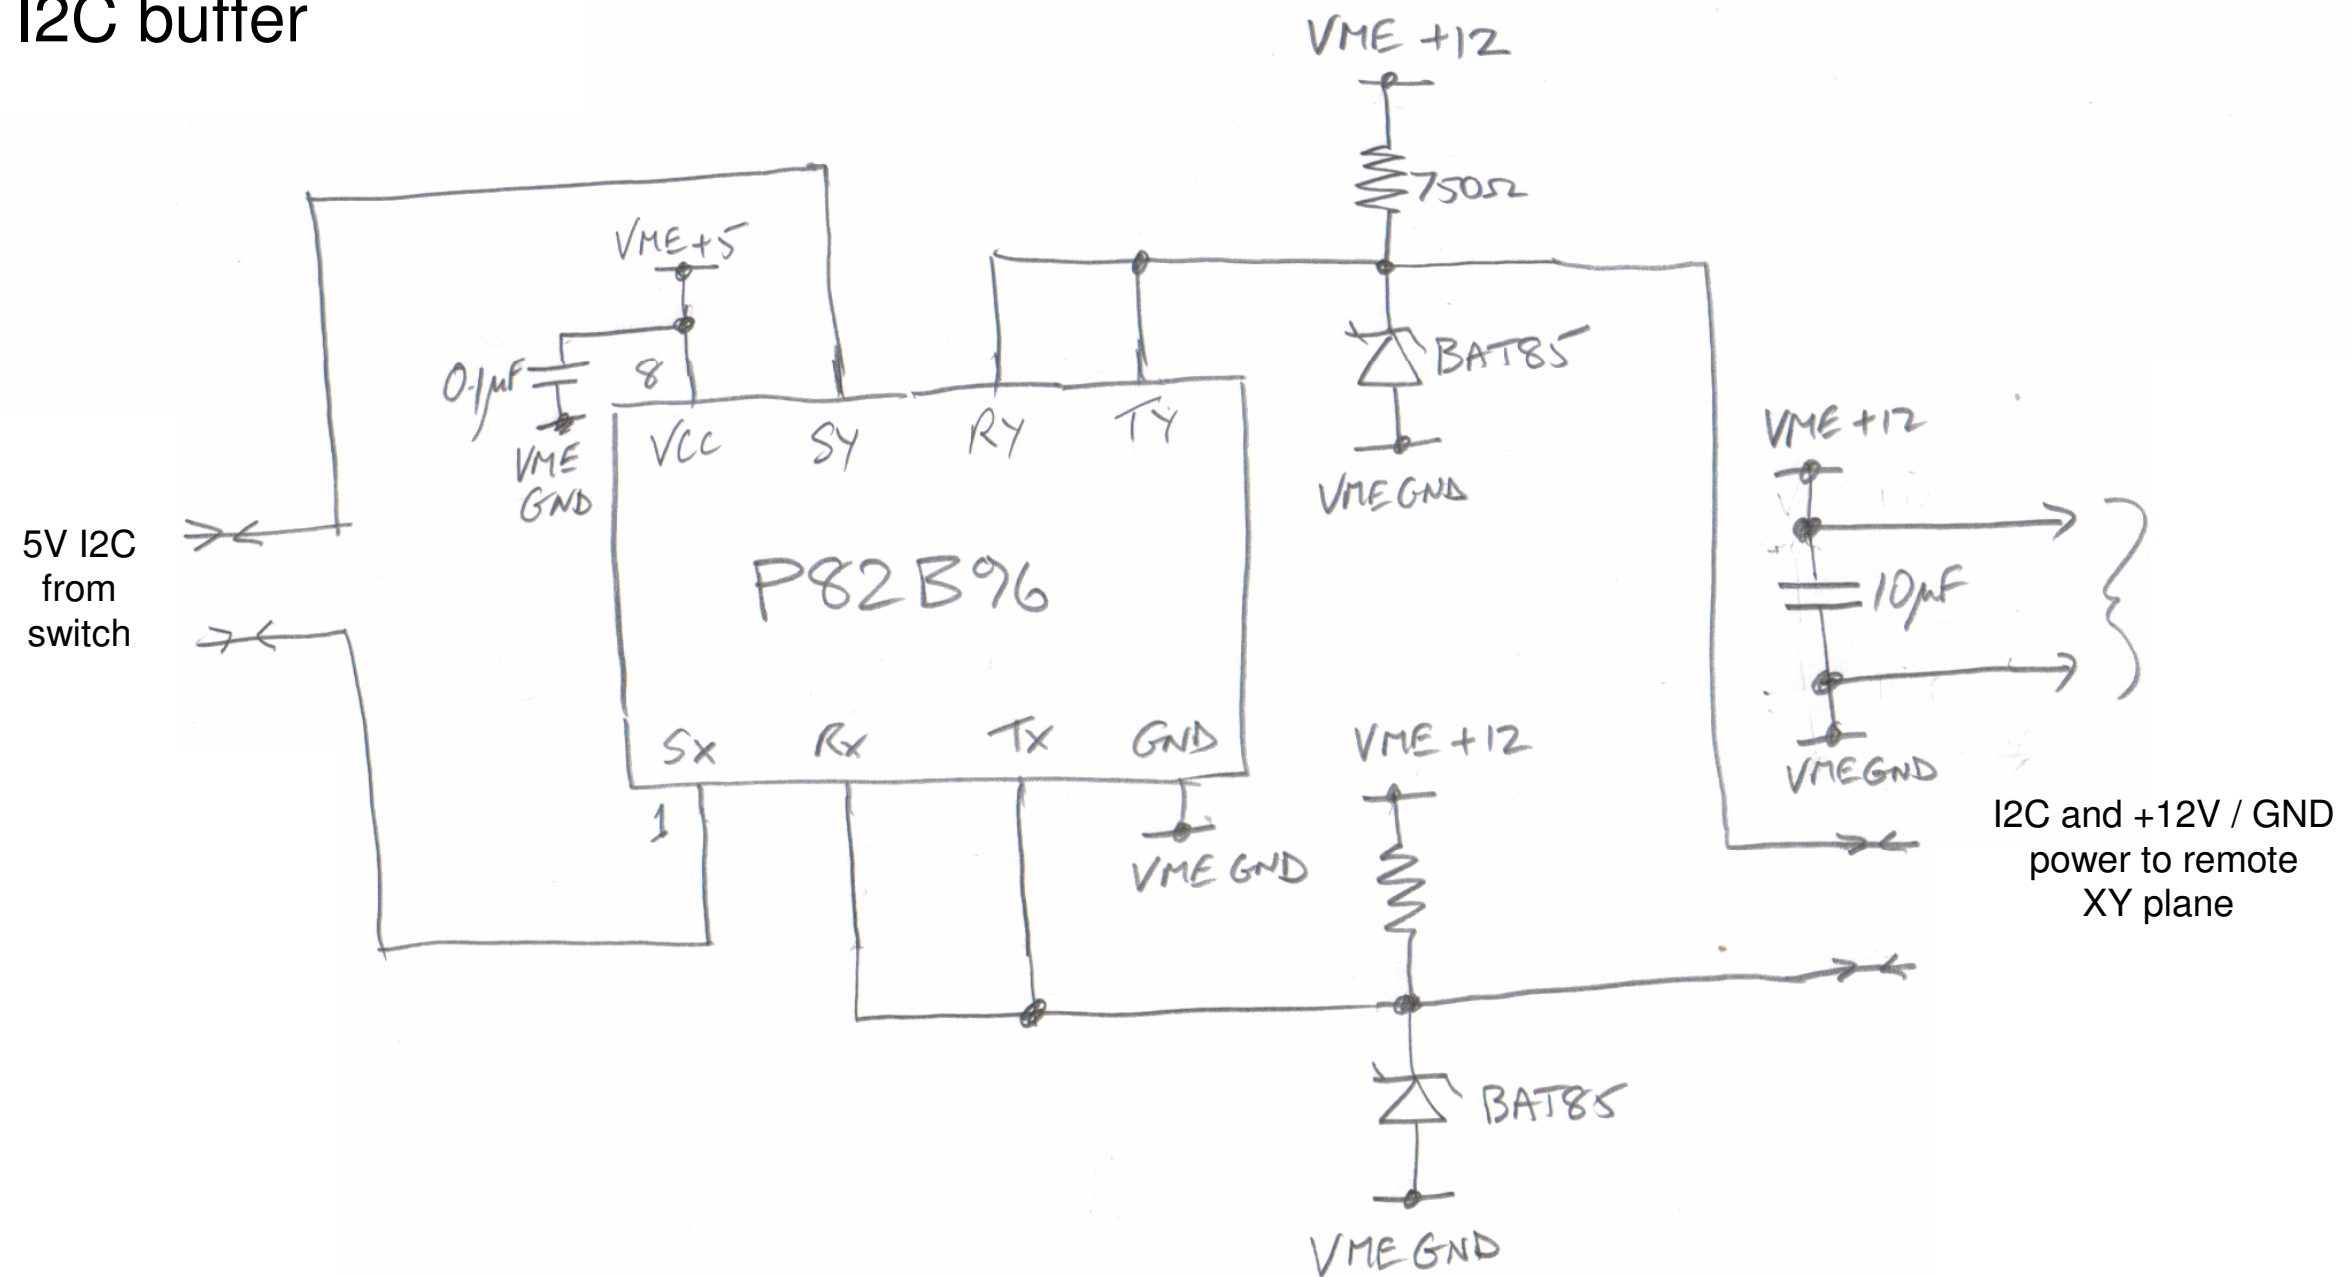 I2C buffer
VME +12
750Ω
VME+5
0.1µF
8
VME
GND
BAT85
VME GND
VCC
SY
RY
TY
VME +12
10µF
VME GND
5V I2C
from
switch
P82B96
Sx
Rx
Tx
GND
1
VME GND
VME +12
I2C and +12V / GND
power to remote
XY plane
BAT85
VME GND